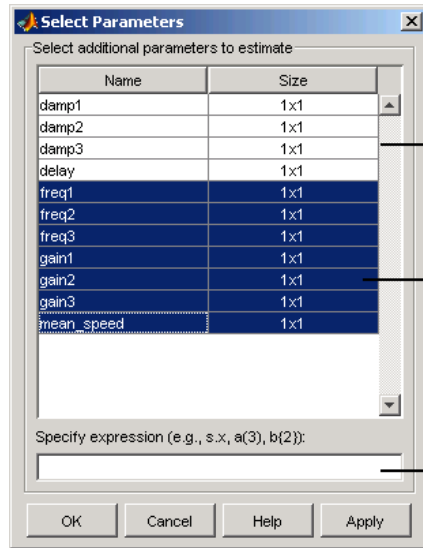 Select Parameters
Select additional parameters to estimate
Name Size
damp1 1x1
damp2 1x1
damp3 1x1
delay 1x1
freq1 1x1
freq2 1x1
freq3 1x1
gain1 1x1
gain2 1x1
gain3 1x1
mean_speed 1x1
Specify expression (e.g., s.x, a(3), b{2}):
OK Cancel Help Apply